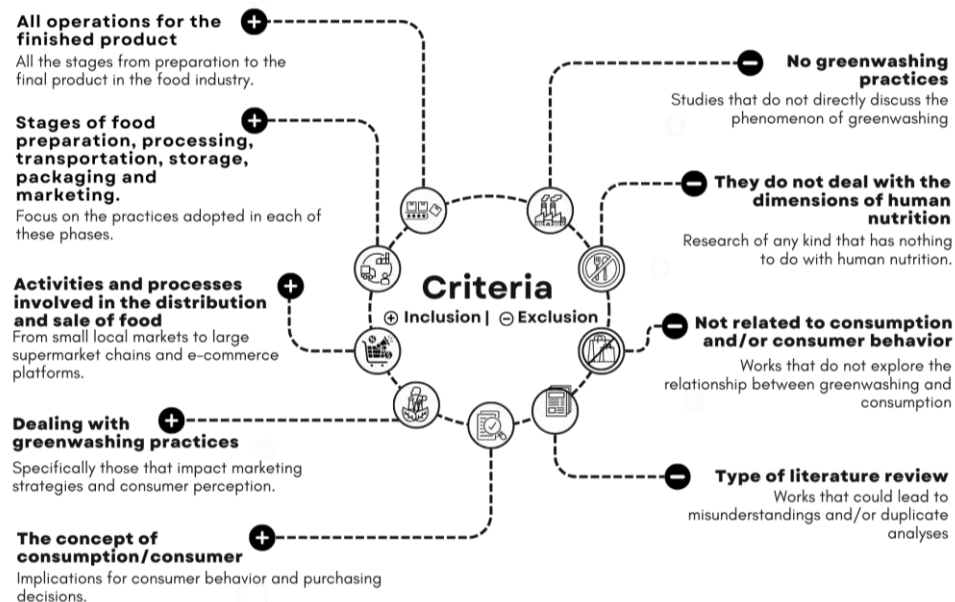 All operations for the
finished product
All the stages from preparation to the
final product in the food industry.
Stages of food
preparation, processing,
transportation, storage,
packaging and
marketing.
Focus on the practices adopted in each of
these phases.
Activities and processes
involved in the distribution
and sale of food
From small local markets to large
supermarket chains and e-commerce
platforms.
Dealing with
greenwashing practices
Specifically those that impact marketing
strategies and consumer perception.
The concept of
consumption/consumer
Implications for consumer behavior and purchasing
decisions.
Criteria
⊕ Inclusion | ⊖ Exclusion
No greenwashing
practices
Studies that do not directly discuss the
phenomenon of greenwashing
They do not deal with the
dimensions of human
nutrition
Research of any kind that has nothing
to do with human nutrition.
Not related to consumption
and/or consumer behavior
Works that do not explore the
relationship between greenwashing and
consumption
Type of literature review
Works that could lead to
misunderstandings and/or duplicate
analyses